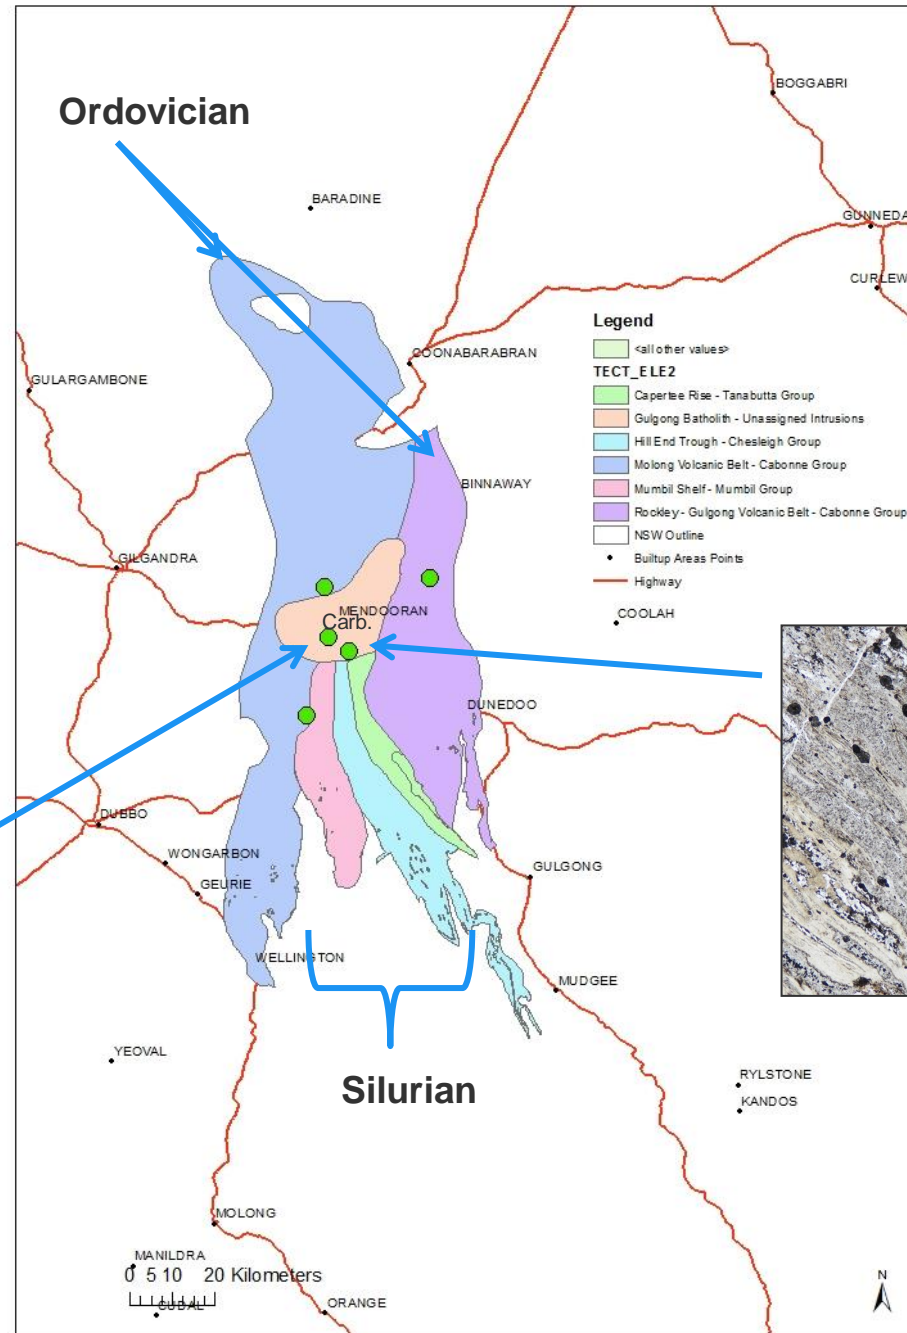 BOGGABRI
Ordovician
BARADINE
GUNNEDA
CURLEW
Legend
<all other values>
TECT_ELE2
Capertee Rise - Tanabutta Group
Gulgong Batholith - Unassigned Intrusions
Hill End Trough - Chesleigh Group
Molong Volcanic Belt - Cabonne Group
Mumbil Shelf - Mumbil Group
Rockley - Gulgong Volcanic Belt - Cabonne Group
NSW Outline
Builtup Areas Points
Highway
COONABARABRAN
GULARGAMBONE
BINNAWAY
GILGANDRA
MENDOORAN
Carb.
COOLAH
DUNEDOO
DUBBO
WONGARBON
GEURIE
GULGONG
WELLINGTON
MUDGEE
YEOVAL
Silurian
RYLSTONE
KANDOS
MOLONG
MANILDRA
0 5 10 20 Kilometers
CUDAL
ORANGE
N